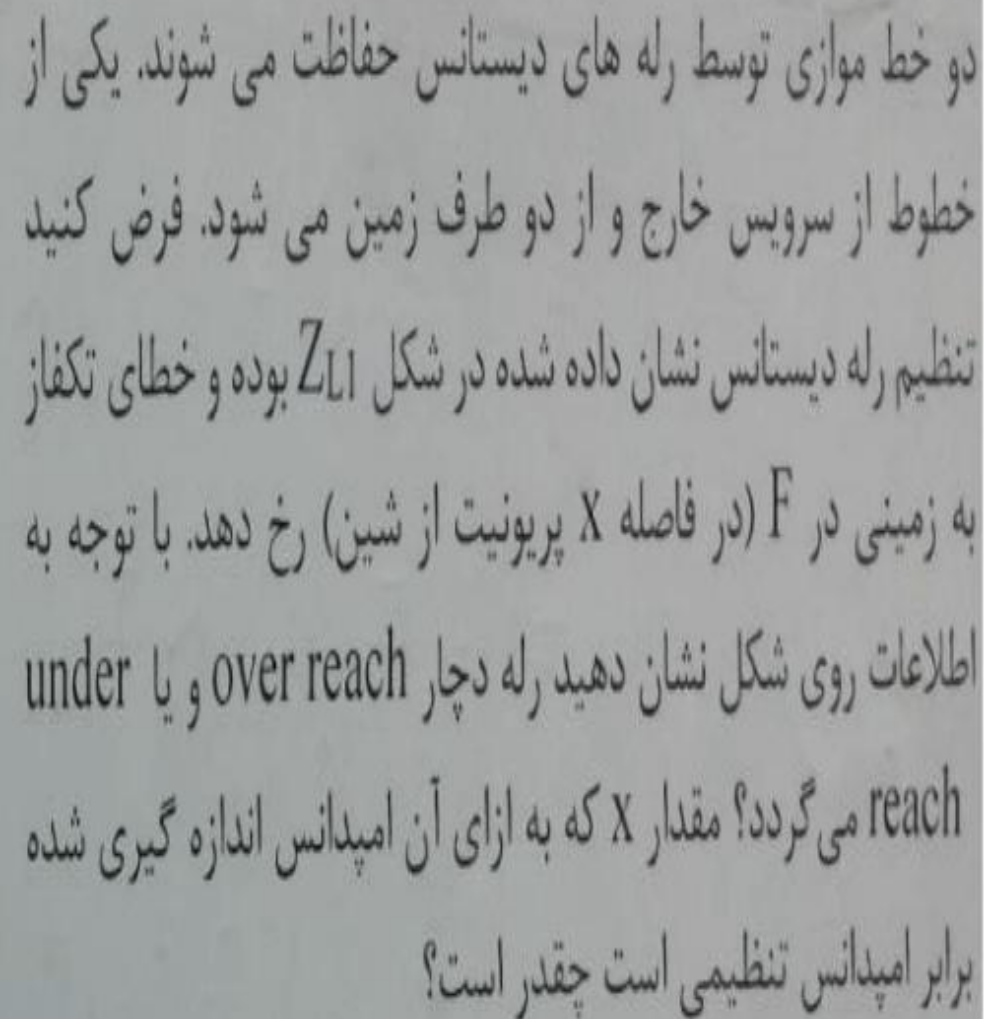 دو خط موازی توسط رله های دیستانس حفاظت می شوند. یکی از
خطوط از سرویس خارج و از دو طرف زمین می شود. فرض کنید
تنظیم رله دیستانس نشان داده شده در شکل ZL1 بوده و خطای تکفاز
به زمینی در F (در فاصله X پریونیت از شین) رخ دهد. با توجه به
اطلاعات روی شکل نشان دهید رله دچار over reach و یا under
reach می گردد؟ مقدار X که به ازای آن امپدانس اندازه گیری شده
برابر امپدانس تنظیمی است چقدر است؟